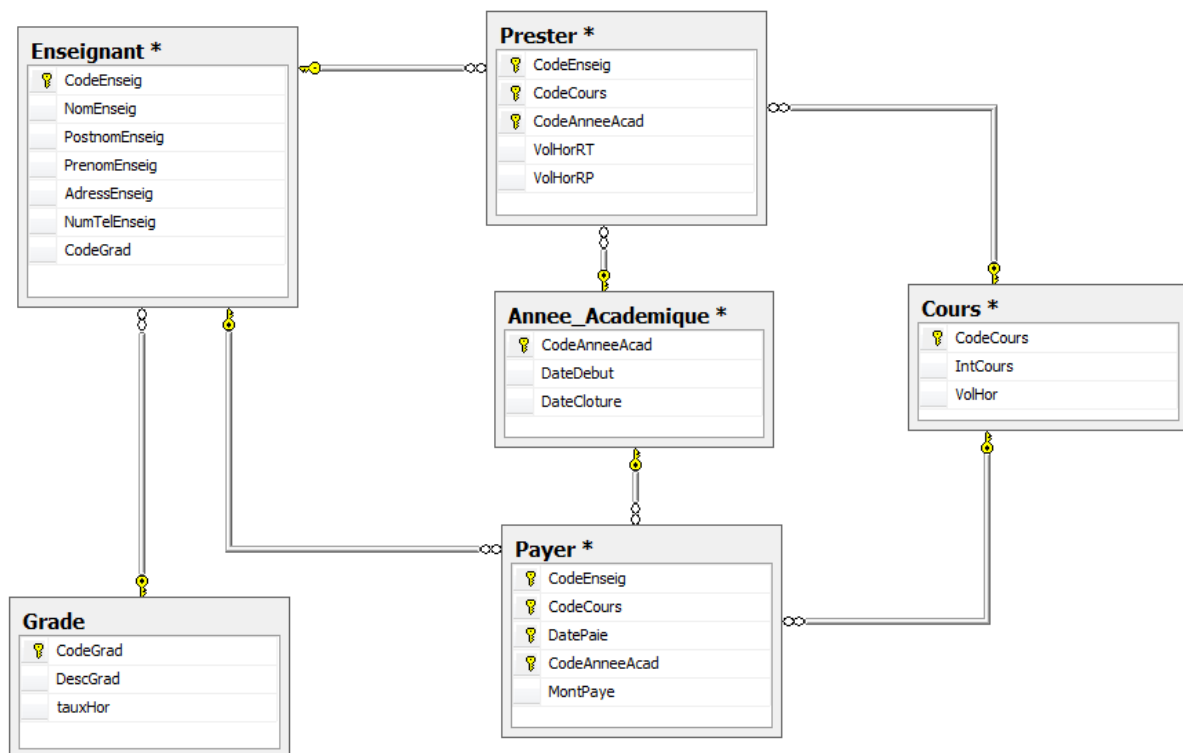 Enseignant *
CodeEnseig
NomEnseig
PostnomEnseig
PrenomEnseig
AdressEnseig
NumTelEnseig
CodeGrad
Prester *
CodeEnseig
CodeCours
CodeAnneeAcad
VolHorRT
VolHorRP
Annee_Academique *
CodeAnneeAcad
DateDebut
DateCloture
Cours *
CodeCours
IntCours
VolHor
Grade
CodeGrad
DescGrad
tauxHor
Payer *
CodeEnseig
CodeCours
DatePaie
CodeAnneeAcad
MontPaye